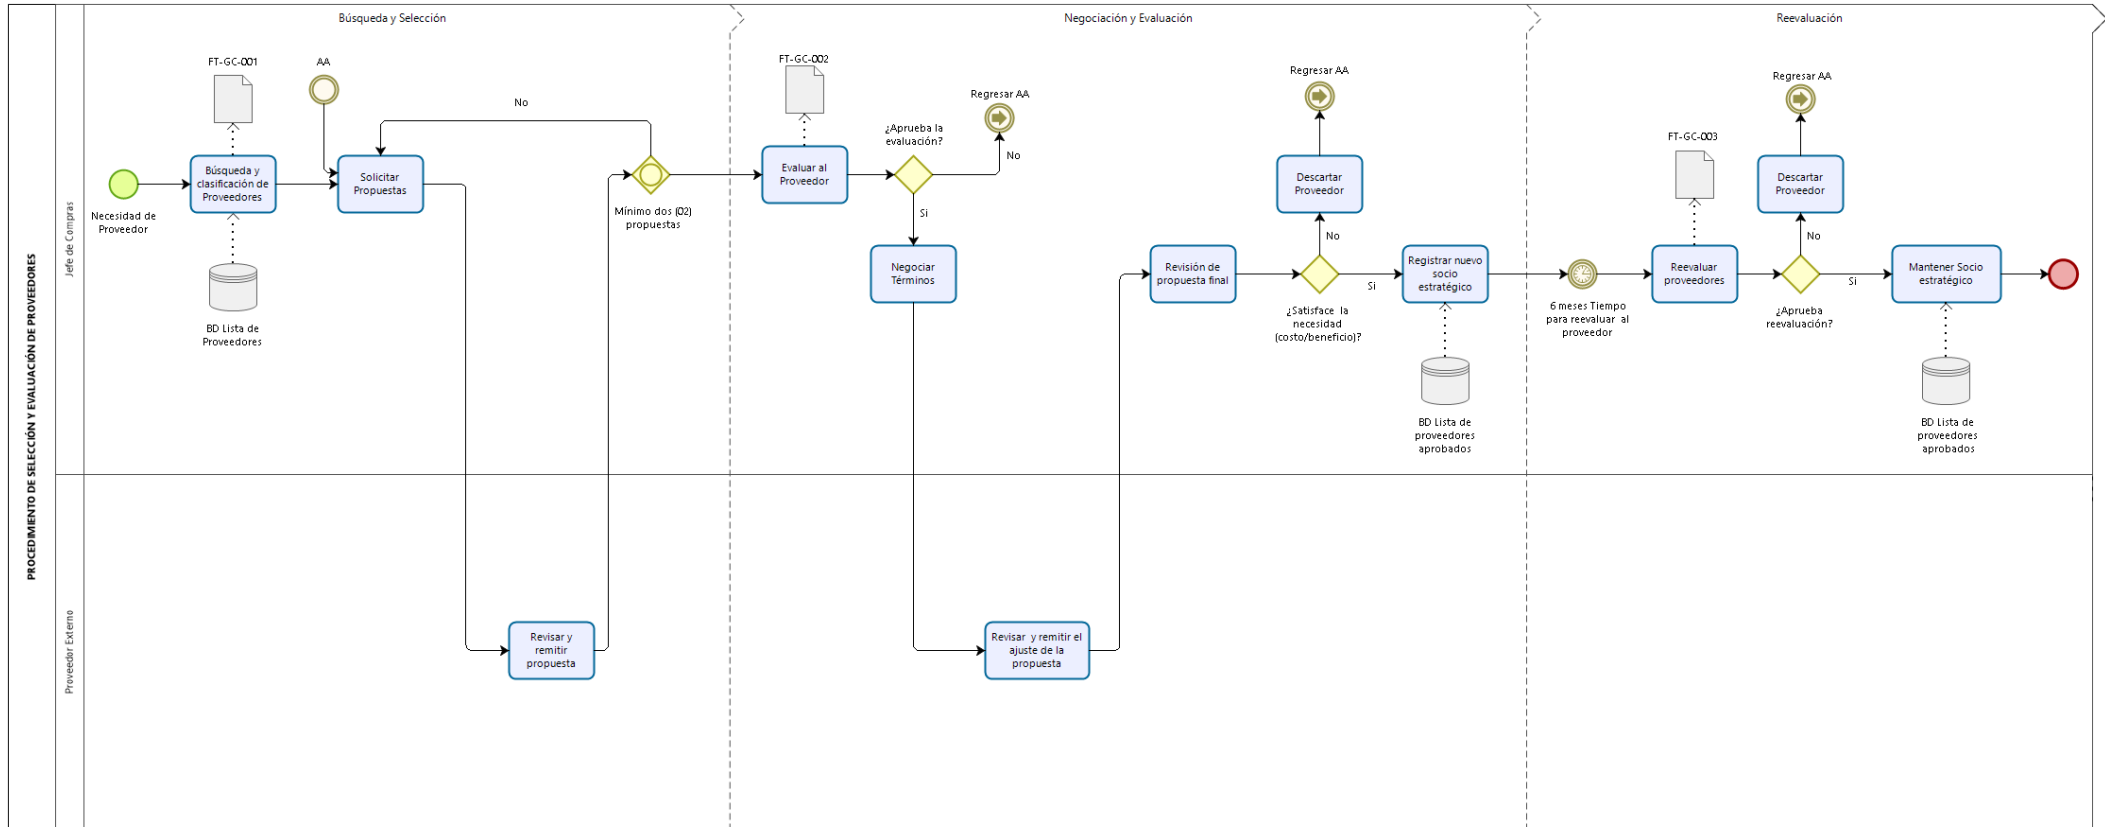 PROCEDIMIENTO DE SELECCIÓN Y EVALUACIÓN DE PROVEEDORES
Jefe de Compras
Proveedor Externo
Búsqueda y Selección
Negociación y Evaluación
Reevaluación
FT-GC-001
AA
No
Necesidad de
Proveedor
Búsqueda y
clasificación de
Proveedores
Solicitar
Propuestas
BD Lista de
Proveedores
Mínimo dos (02)
propuestas
Revisar y
remitir
propuesta
FT-GC-002
Evaluar al
Proveedor
¿Aprueba la
evaluación?
Regresar AA
No
Si
Negociar
Términos
Revisar y remitir el
ajuste de la
propuesta
Revisión de
propuesta final
Regresar AA
Descartar
Proveedor
No
¿Satisface la
necesidad
(costo/beneficio)?
Si
Registrar nuevo
socio
estratégico
BD Lista de
proveedores
aprobados
6 meses Tiempo
para reevaluar al
proveedor
FT-GC-003
Reevaluar
proveedores
Regresar AA
Descartar
Proveedor
No
¿Aprueba
reevaluación?
Si
Mantener Socio
estratégico
BD Lista de
proveedores
aprobados